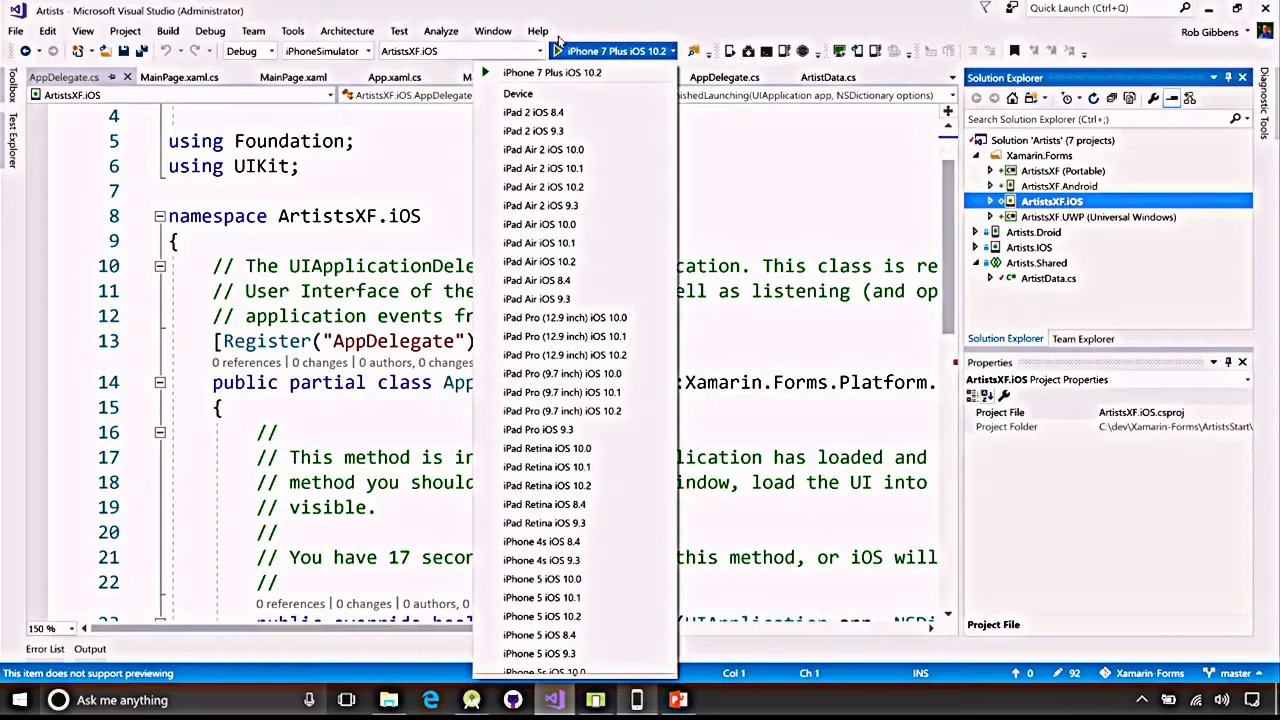 Artists - Microsoft Visual Studio (Administrator)
Quick Launch (Ctrl+;)
File Edit View Project Build Debug Team Tools Architecture Test Analyze Window Help
Rob Gibbens
Debug iPhoneSimulator ArtistsXF.iOS iPhone 7 Plus iOS 10.2
AppDelegate.cs MainPage.xaml.cs MainPage.xaml App.xaml.cs AppDelegate.cs ArtistData.cs
ArtistsXF.iOS ArtistsXF.iOS.AppDelegate nishedLaunching(UIApplication app, NSDictionary options)
Toolbox
Test Explorer
4
5 using Foundation;
6 using UIKit;
7
8 namespace ArtistsXF.iOS
9 {
10 // The UIApplicationDele cation. This class is re
11 // User Interface of the ell as listening (and op
12 // application events fr
13 [Register("AppDelegate")
0 references | 0 changes | 0 authors, 0 changes
14 public partial class App :Xamarin.Forms.Platform.
15 {
16 //
17 // This method is in lication has loaded and
18 // method you shoul indow, load the UI into
19 // visible.
20 //
21 // You have 17 secon this method, or iOS will
22 //
0 references | 0 changes | 0 authors, 0
iPhone 7 Plus iOS 10.2
Device
iPad 2 iOS 8.4
iPad 2 iOS 9.3
iPad Air 2 iOS 10.0
iPad Air 2 iOS 10.1
iPad Air 2 iOS 10.2
iPad Air 2 iOS 9.3
iPad Air iOS 10.0
iPad Air iOS 10.1
iPad Air iOS 10.2
iPad Air iOS 8.4
iPad Air iOS 9.3
iPad Pro (12.9 inch) iOS 10.0
iPad Pro (12.9 inch) iOS 10.1
iPad Pro (12.9 inch) iOS 10.2
iPad Pro (9.7 inch) iOS 10.0
iPad Pro (9.7 inch) iOS 10.1
iPad Pro (9.7 inch) iOS 10.2
iPad Pro iOS 9.3
iPad Retina iOS 10.0
iPad Retina iOS 10.1
iPad Retina iOS 10.2
iPad Retina iOS 8.4
iPad Retina iOS 9.3
iPhone 4s iOS 8.4
iPhone 4s iOS 9.3
iPhone 5 iOS 10.0
iPhone 5 iOS 10.1
iPhone 5 iOS 10.2
iPhone 5 iOS 8.4
iPhone 5 iOS 9.3
iPhone 5s iOS 10.0
Solution Explorer
Search Solution Explorer (Ctrl+;)
Solution 'Artists' (7 projects)
Xamarin.Forms
ArtistsXF (Portable)
ArtistsXF.Android
ArtistsXF.iOS
ArtistsXF.UWP (Universal Windows)
Artists.Droid
Artists.IOS
Artists.Shared
ArtistData.cs
Solution Explorer Team Explorer
Properties
ArtistsXF.iOS Project Properties
Project File ArtistsXF.iOS.csproj
Project Folder C:\dev\Xamarin-Forms\ArtistsStart\
Project File
Diagnostic Tools
150 %
Error List Output
This item does not support previewing Col 1 Ch 1 INS 0 92 Xamarin-Forms master
Ask me anything